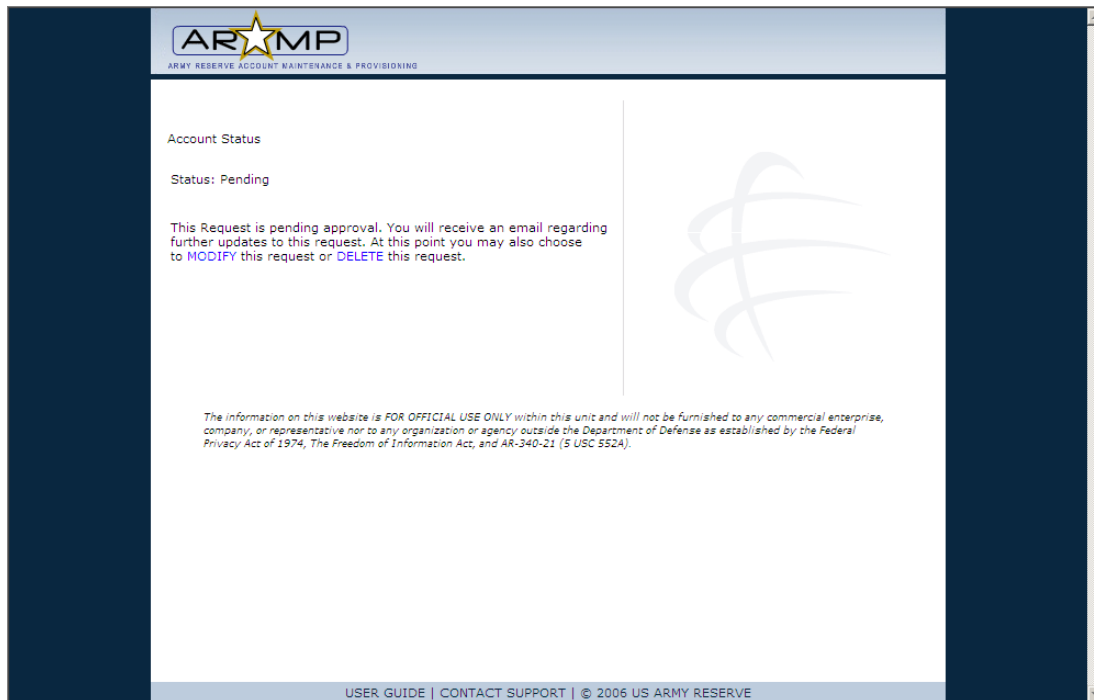 AR MP
ARMY RESERVE ACCOUNT MAINTENANCE & PROVISIONING
Account Status
Status: Pending
This Request is pending approval. You will receive an email regarding
further updates to this request. At this point you may also choose
to MODIFY this request or DELETE this request.
The information on this website is FOR OFFICIAL USE ONLY within this unit and will not be furnished to any commercial enterprise,
company, or representative nor to any organization or agency outside the Department of Defense as established by the Federal
Privacy Act of 1974, The Freedom of Information Act, and AR-340-21 (5 USC 552A).
USER GUIDE | CONTACT SUPPORT | © 2006 US ARMY RESERVE